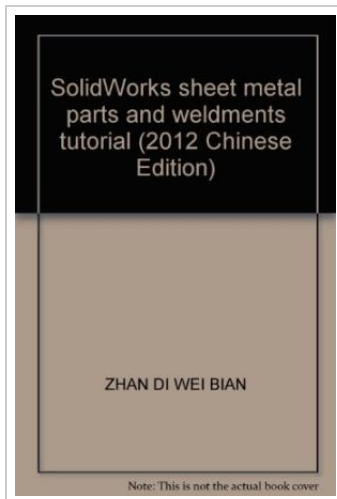 SolidWorks sheet metal
parts and weldments
tutorial (2012 Chinese
Edition)
ZHAN DI WEI BIAN
Note: This is not the actual book cover